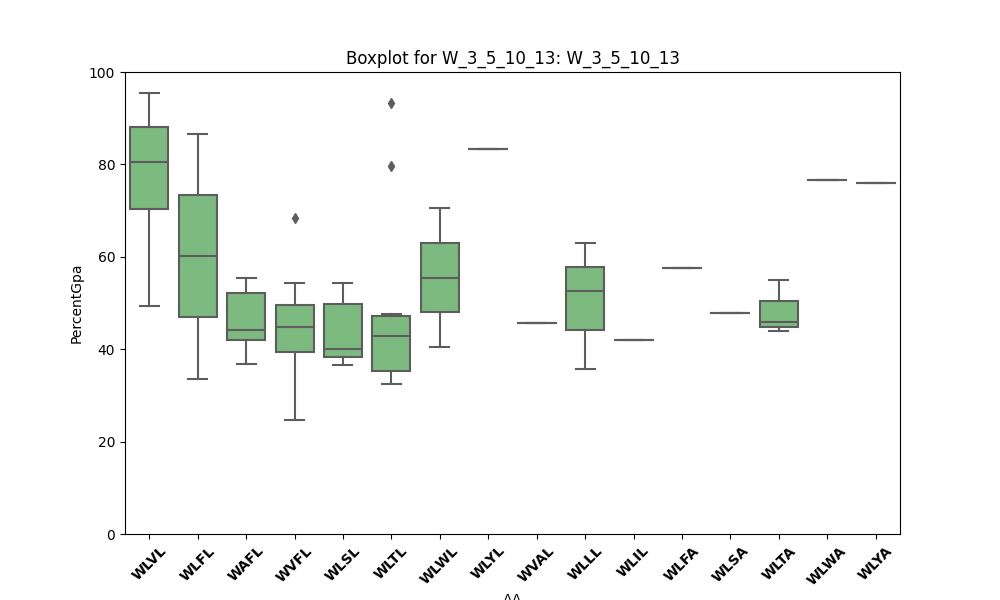 Boxplot for W_3_5_10_13: W_3_5_10_13
PercentGpa
100
80
60
40
20
0
WLVL WLFL WAFL WVFL WLSL WLTL WLWL WLYL WVAL WLLL WLIL WLFA WLSA WLTA WLWA WLYA
AA